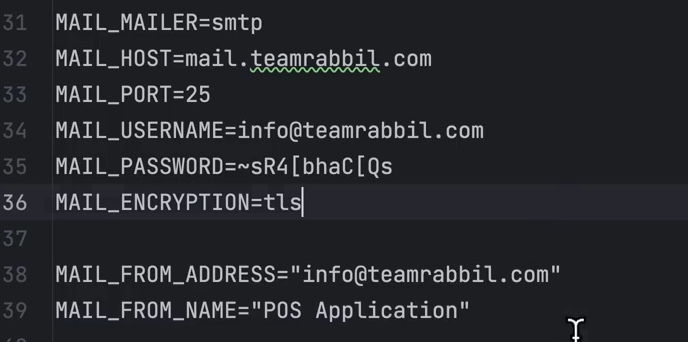 31 MAIL_MAILER=smtp
32 MAIL_HOST=mail.teamrabbil.com
33 MAIL_PORT=25
34 MAIL_USERNAME=info@teamrabbil.com
35 MAIL_PASSWORD=~sR4[bhaC[Qs
36 MAIL_ENCRYPTION=tls
37
38 MAIL_FROM_ADDRESS="info@teamrabbil.com"
39 MAIL_FROM_NAME="POS Application"